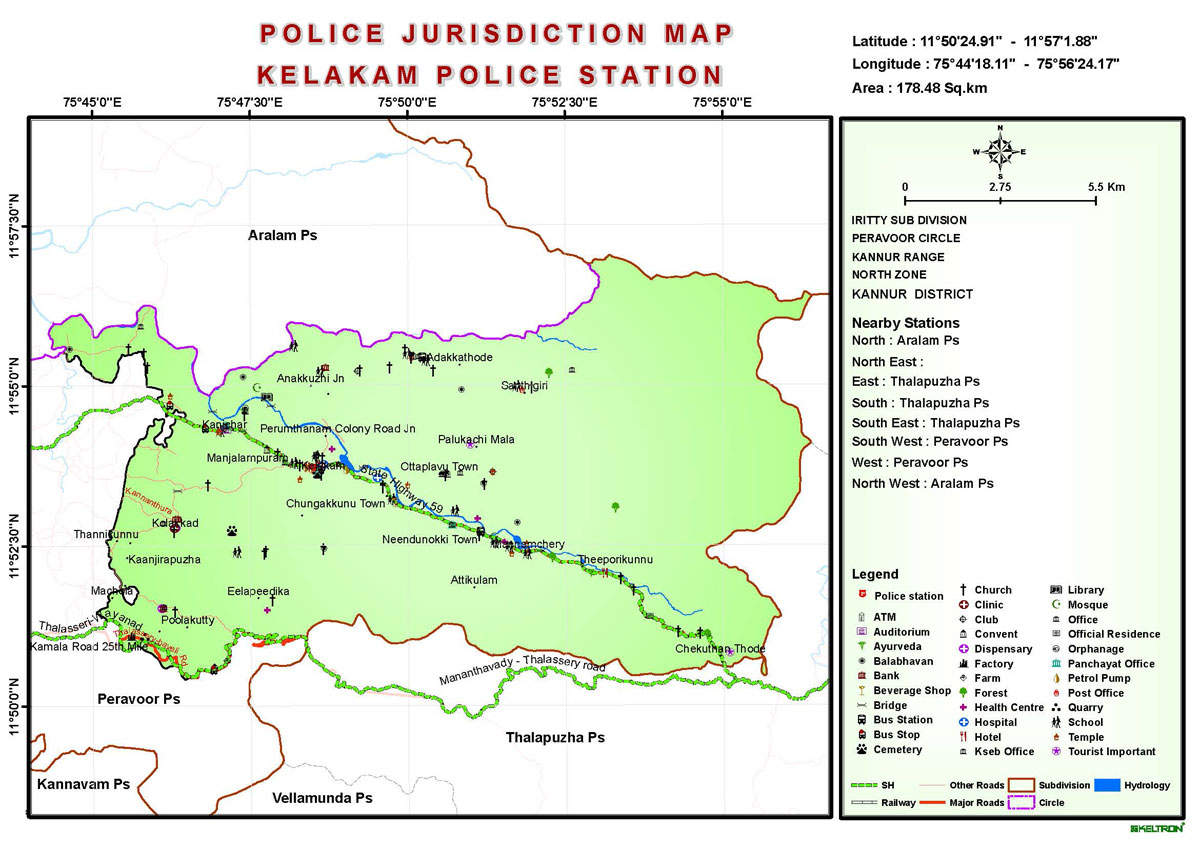 POLICE JURISDICTION MAP
KELAKAM POLICE STATION
Latitude : 11°50'24.91" - 11°57'1.88"
Longitude : 75°44'18.11" - 75°56'24.17"
Area : 178.48 Sq.km
75°45'0"E
75°47'30"E
75°50'0"E
75°52'30"E
75°55'0"E
11°57'30"N
11°55'0"N
11°52'30"N
11°50'0"N
Aralam Ps
Adakkathode
Anakkuzhi Jn
Santhgiri
Kanichar
Perumthanam Colony Road Jn
Palukachi Mala
Manjalampuram
Kelakam
Ottaplavu Town
State Highway 59
Chungakkunu Town
Kannanthura
Kolakkad
Thannikunnu
Neendunokki Town
Kaanjirapuzha
Theeporikunnu
Attikulam
Machola
Eelapeedika
Thalasseri-Wayanad
Poolakutty
Kamala Road 25th Mile
Chekuthan Thode
Mananthavady - Thalassery road
Peravoor Ps
Thalapuzha Ps
Kannavam Ps
Vellamunda Ps
N
W
E
S
0
2.75
5.5 Km
IRITTY SUB DIVISION
PERAVOOR CIRCLE
KANNUR RANGE
NORTH ZONE
KANNUR DISTRICT
Nearby Stations
North : Aralam Ps
North East :
East : Thalapuzha Ps
South : Thalapuzha Ps
South East : Thalapuzha Ps
South West : Peravoor Ps
West : Peravoor Ps
North West : Aralam Ps
Legend
Police station
ATM
Auditorium
Ayurveda
Balabhavan
Bank
Beverage Shop
Bridge
Bus Station
Bus Stop
Cemetery
Church
Clinic
Club
Convent
Dispensary
Factory
Farm
Forest
Health Centre
Hospital
Hotel
Kseb Office
Library
Mosque
Office
Official Residence
Orphanage
Panchayat Office
Petrol Pump
Post Office
Quarry
School
Temple
Tourist Important
SH
Other Roads
Subdivision
Hydrology
Railway
Major Roads
Circle
KELTRON